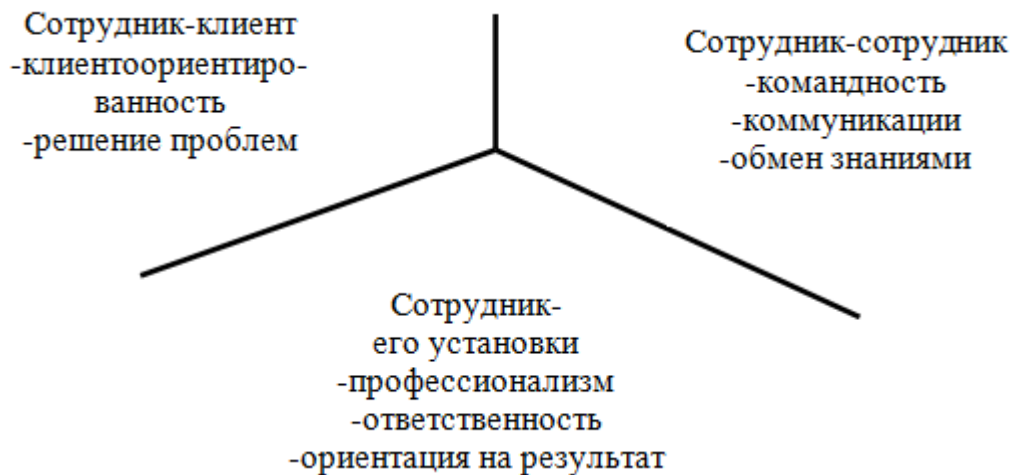 Сотрудник-клиент
-клиентоориентиро-
ванность
-решение проблем
Сотрудник-сотрудник
-командность
-коммуникации
-обмен знаниями
Сотрудник-
его установки
-профессионализм
-ответственность
-ориентация на результат